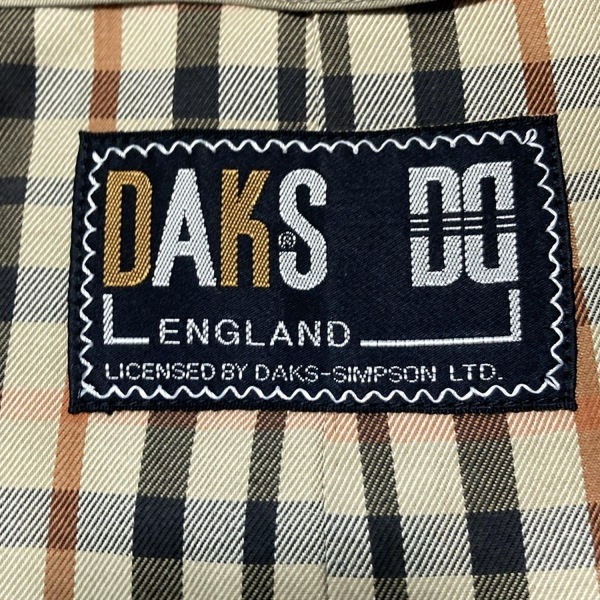 DAKS® DD
ENGLAND
LICENSED BY DAKS-SIMPSON LTD.